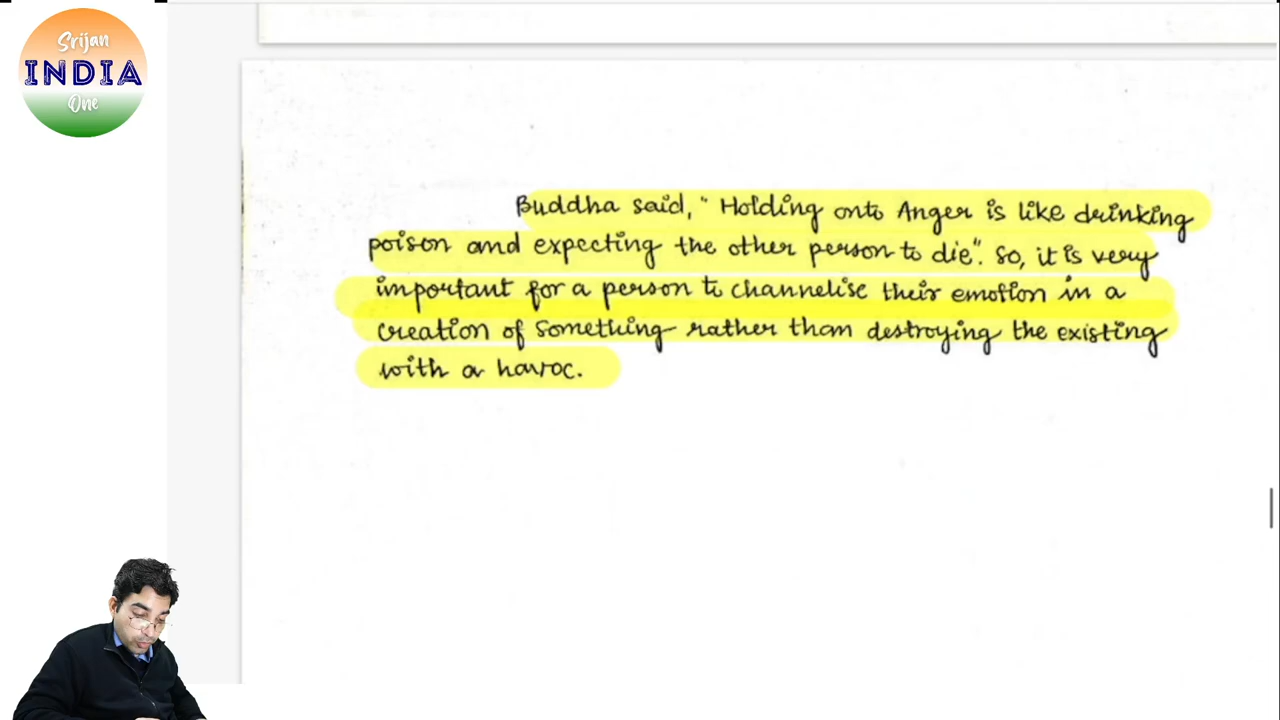 Srijan
INDIA
One
Buddha said, " Holding onto Anger is like drinking
poison and expecting the other person to die". So, it is very
important for a person to channelise their emotion in a
creation of something rather than destroying the existing
with a havoc.